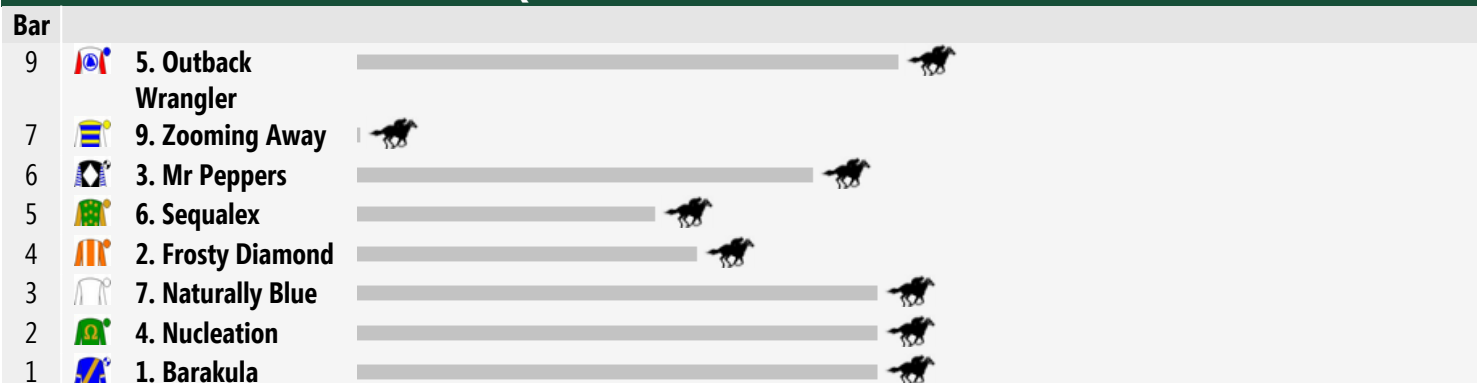 Bar
9 5. Outback
Wrangler
7 9. Zooming Away
6 3. Mr Peppers
5 6. Sequalex
4 2. Frosty Diamond
3 7. Naturally Blue
2 4. Nucleation
1 1. Barakula